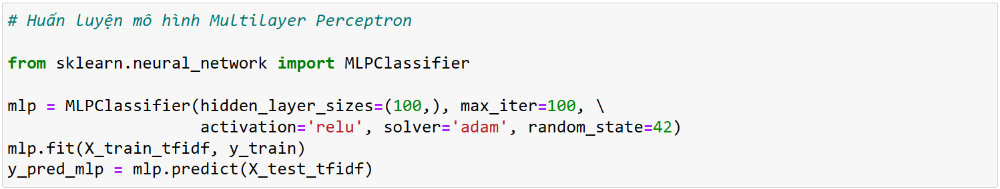 # Huấn luyện mô hình Multilayer Perceptron
from sklearn.neural_network import MLPClassifier
mlp = MLPClassifier(hidden_layer_sizes=(100,), max_iter=100, \
activation='relu', solver='adam', random_state=42)
mlp.fit(X_train_tfidf, y_train)
y_pred_mlp = mlp.predict(X_test_tfidf)